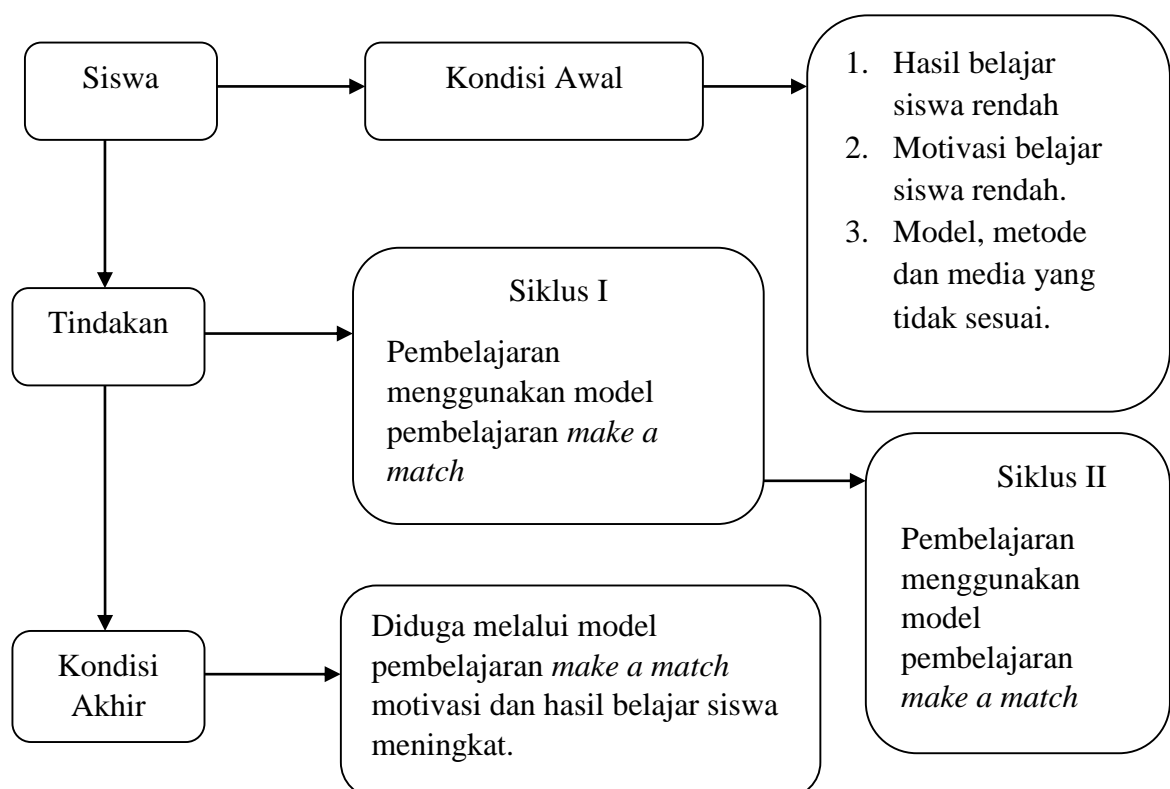 Siswa
Kondisi Awal
1. Hasil belajar
siswa rendah
2. Motivasi belajar
siswa rendah.
3. Model, metode
dan media yang
tidak sesuai.
Tindakan
Siklus I
Pembelajaran
menggunakan model
pembelajaran make a
match
Siklus II
Pembelajaran
menggunakan
model
pembelajaran
make a match
Kondisi
Akhir
Diduga melalui model
pembelajaran make a match
motivasi dan hasil belajar siswa
meningkat.